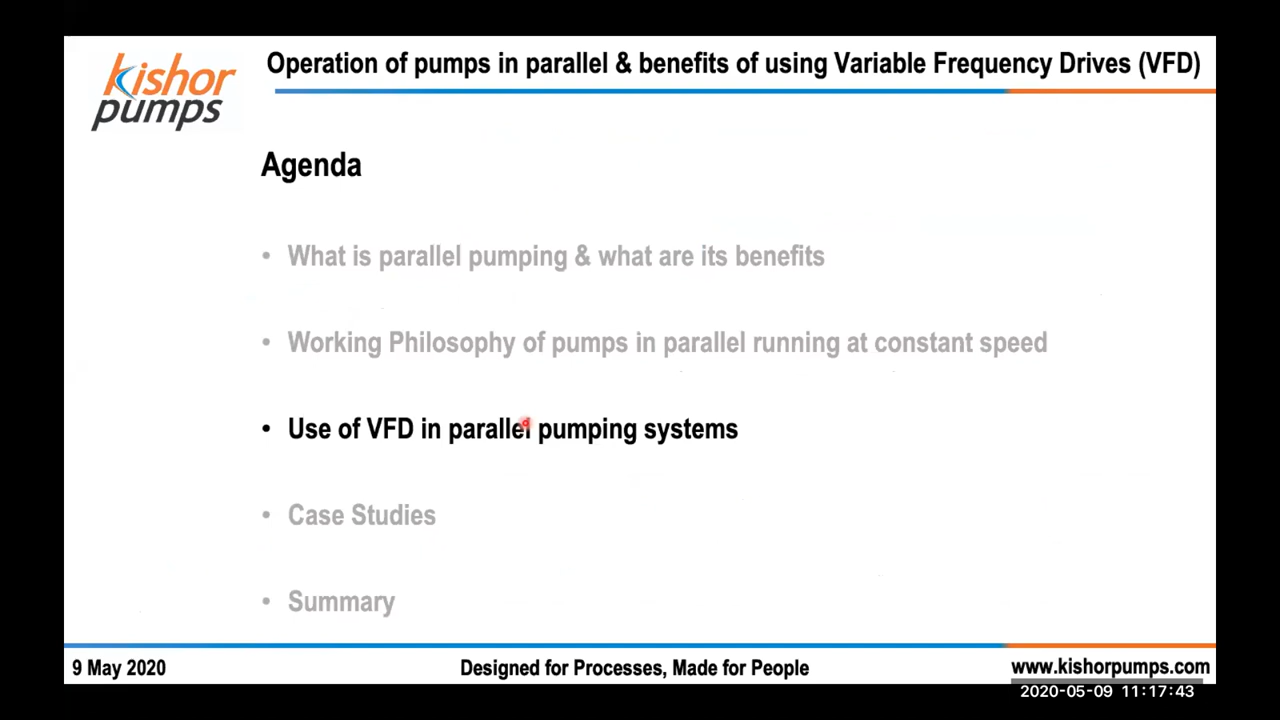 kishor
pumps
Operation of pumps in parallel & benefits of using Variable Frequency Drives (VFD)
Agenda
• What is parallel pumping & what are its benefits
• Working Philosophy of pumps in parallel running at constant speed
• Use of VFD in parallel pumping systems
• Case Studies
• Summary
9 May 2020
Designed for Processes, Made for People
www.kishorpumps.com
2020-05-09 11:17:43